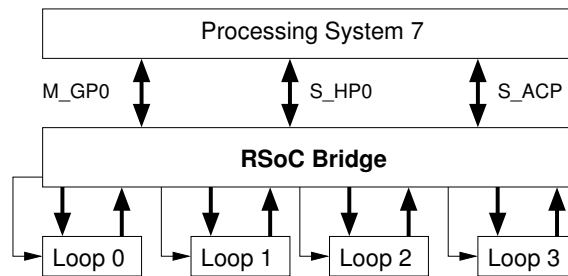 Processing System 7
M_GP0 S_HP0 S_ACP
RSoC Bridge
Loop 0 Loop 1 Loop 2 Loop 3